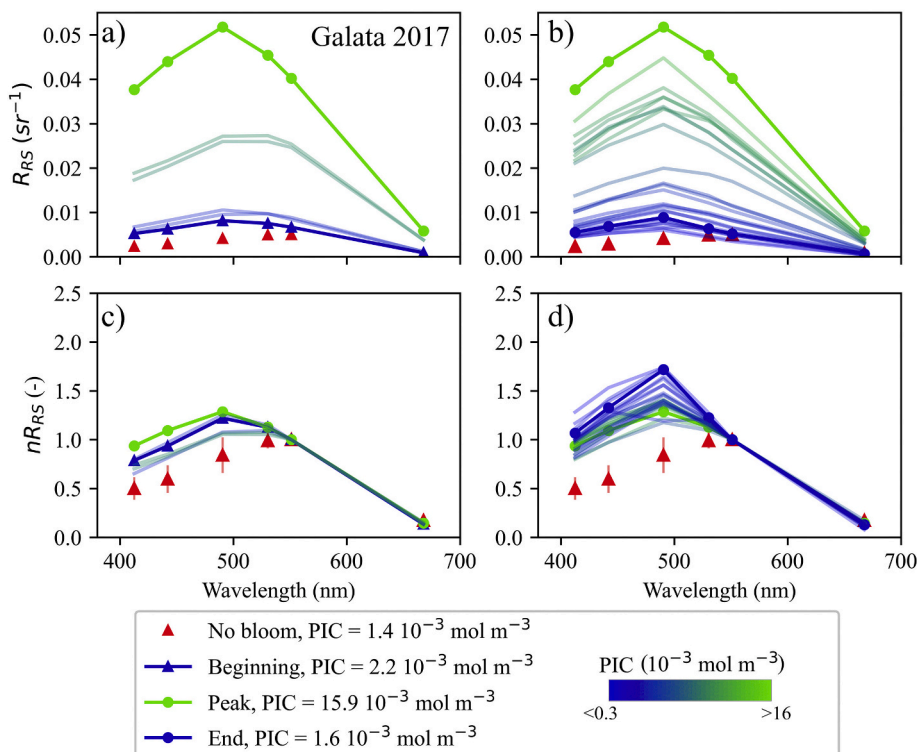 a) Galata 2017
b)
R_RS (sr^−1)
0.05
0.04
0.03
0.02
0.01
0.00
0.05
0.04
0.03
0.02
0.01
0.00
c)
d)
nR_RS (-)
2.5
2.0
1.5
1.0
0.5
0.0
2.5
2.0
1.5
1.0
0.5
0.0
400 500 600 700
400 500 600 700
Wavelength (nm)
Wavelength (nm)
No bloom, PIC = 1.4 10^−3 mol m^−3
Beginning, PIC = 2.2 10^−3 mol m^−3
Peak, PIC = 15.9 10^−3 mol m^−3
End, PIC = 1.6 10^−3 mol m^−3
PIC (10^−3 mol m^−3)
<0.3 >16